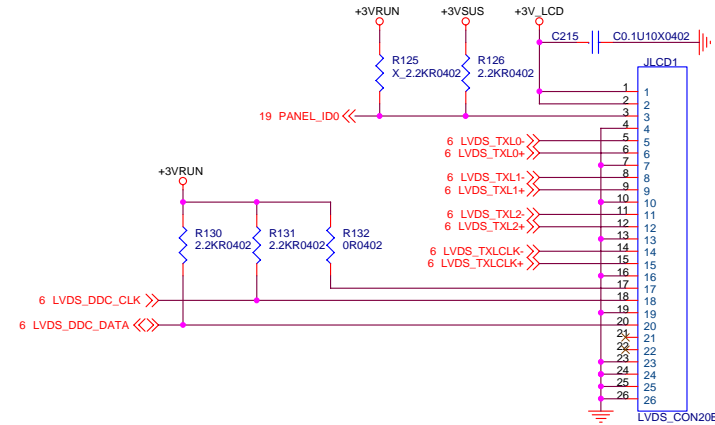 +3VRUN +3VSUS +3V_LCD
C215 C0.1U10X0402
R125
X_2.2KR0402
R126
2.2KR0402
JLCD1
19 PANEL_ID0
6 LVDS_TXL0-
6 LVDS_TXL0+
6 LVDS_TXL1-
6 LVDS_TXL1+
6 LVDS_TXL2-
6 LVDS_TXL2+
6 LVDS_TXLCLK-
6 LVDS_TXLCLK+
+3VRUN
R130
2.2KR0402
R131
2.2KR0402
R132
0R0402
6 LVDS_DDC_CLK
6 LVDS_DDC_DATA
1 1
2 2
3 3
4 4
5 5
6 6
7 7
8 8
9 9
10 10
11 11
12 12
13 13
14 14
15 15
16 16
17 17
18 18
19 19
20 20
21 21
22 22
23 23
24 24
25 25
26 26
LVDS_CON20B